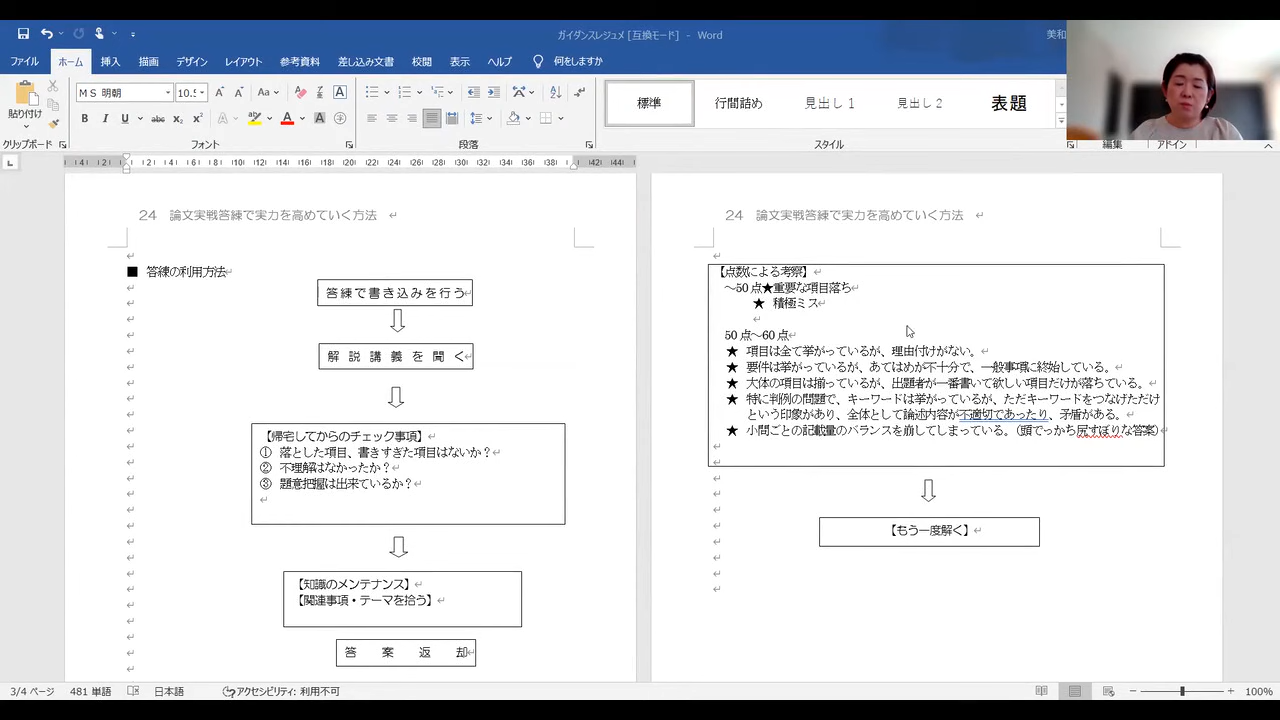 ガイダンスレジュメ [互換モード] - Word
美和
ファイル ホーム 挿入 描画 デザイン レイアウト 参考資料 差し込み文書 校閲 表示 ヘルプ 何をしますか
貼り付け
ＭＳ 明朝
10.5
標準
行間詰め
見出し 1
見出し 2
表題
クリップボード
フォント
段落
スタイル
編集
アドイン
24 論文実戦答練で実力を高めていく方法
■ 答練の利用方法
答練で書き込みを行う
解説講義を聞く
【帰宅してからのチェック事項】
① 落とした項目、書きすぎた項目はないか？
② 不理解はなかったか？
③ 題意把握は出来ているか？
【知識のメンテナンス】
【関連事項・テーマを拾う】
答案返却
24 論文実戦答練で実力を高めていく方法
【点数による考察】
～50 点★重要な項目落ち
★ 積極ミス
50 点～60 点
★ 項目は全て挙がっているが、理由付けがない。
★ 要件は挙がっているが、あてはめが不十分で、一般事項に終始している。
★ 大体の項目は揃っているが、出題者が一番書いて欲しい項目だけが落ちている。
★ 特に判例の問題で、キーワードは挙がっているが、ただキーワードをつなげただけ
という印象があり、全体として論述内容が不適切であったり、矛盾がある。
★ 小問ごとの記載量のバランスを崩してしまっている。（頭でっかち尻すぼりな答案）
【もう一度解く】
3/4 ページ 481 単語 日本語 アクセシビリティ: 利用不可 100%